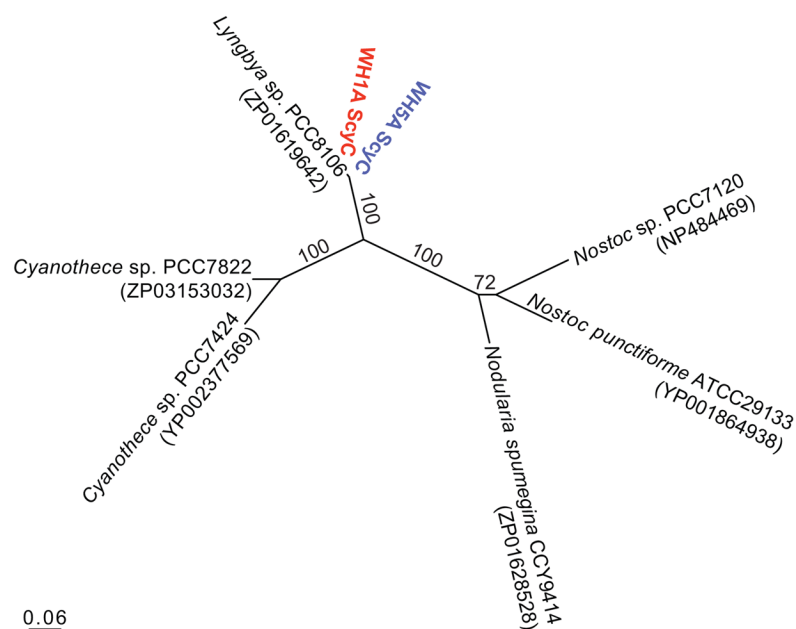 Lyngbya sp. PCC8106
(ZP01619642)
WH1A ScyC
WH5A ScyC
100
100
100
72
Nostoc sp. PCC7120
(NP484469)
Cyanothece sp. PCC7822
(ZP03153032)
Nostoc punctiforme ATCC29133
(YP001864938)
Cyanothece sp. PCC7424
(YP002377569)
Nodularia spumegina CCY9414
(ZP01628528)
0.06